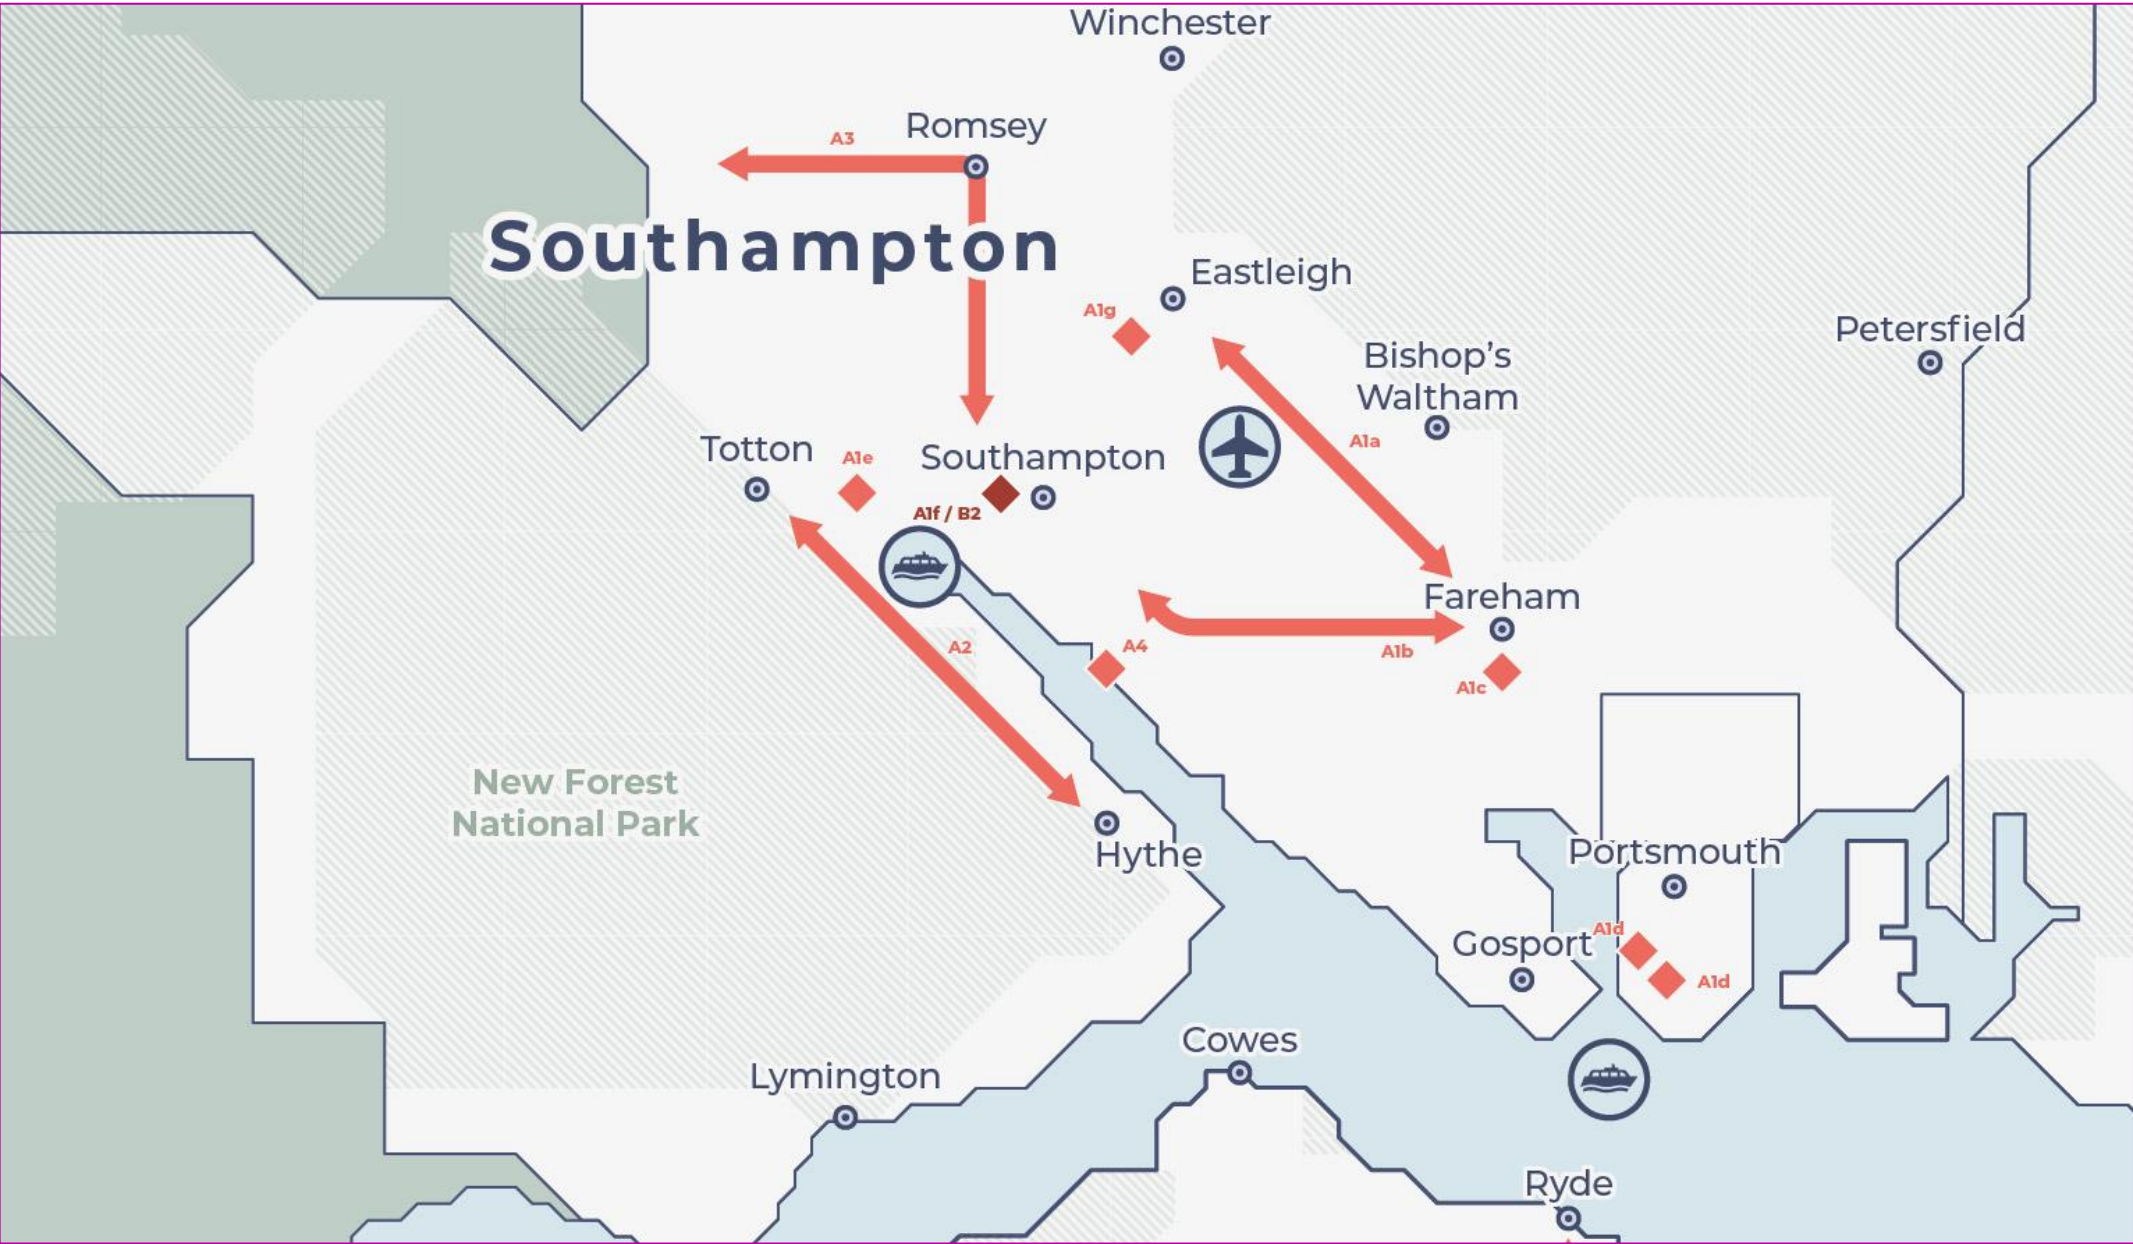 Winchester
Romsey
A3
Southampton
Eastleigh
A1g
Petersfield
Bishop's
Waltham
A1a
Totton
A1e
Southampton
A1f / B2
Fareham
A2
A4
A1b
A1c
New Forest
National Park
Hythe
Portsmouth
A1d
Gosport
A1d
Cowes
Lymington
Ryde